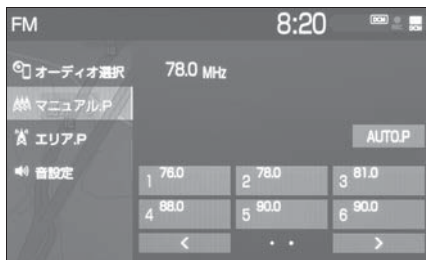 FM
8:20
DCM
オーディオ選択
マニュアル.P
エリア.P
音設定
78.0 MHz
AUTO.P
1 76.0
2 78.0
3 81.0
4 88.0
5 90.0
6 90.0
<
>